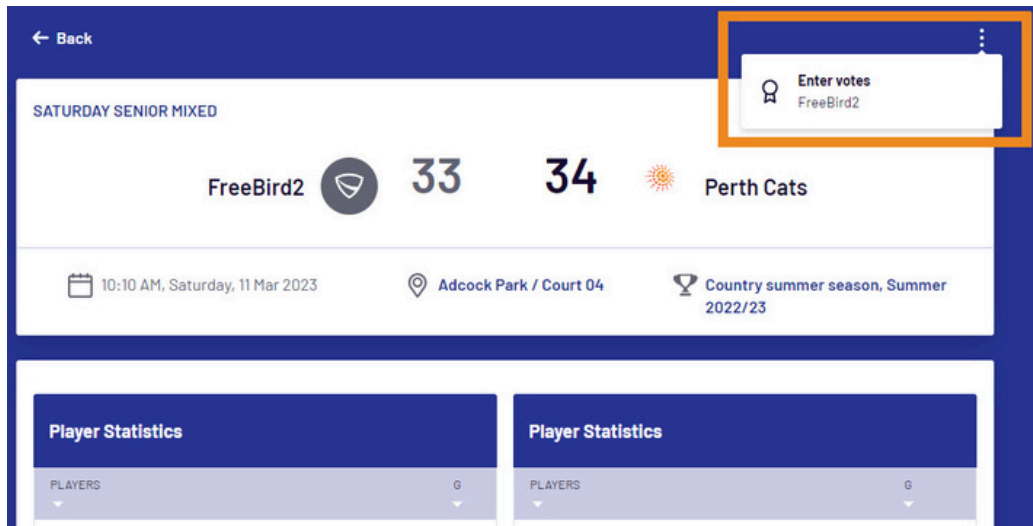 ← Back
Enter votes
FreeBird2
SATURDAY SENIOR MIXED
FreeBird2 33 34 Perth Cats
10:10 AM, Saturday, 11 Mar 2023
Adcock Park / Court 04
Country summer season, Summer
2022/23
Player Statistics
PLAYERS G
Player Statistics
PLAYERS G